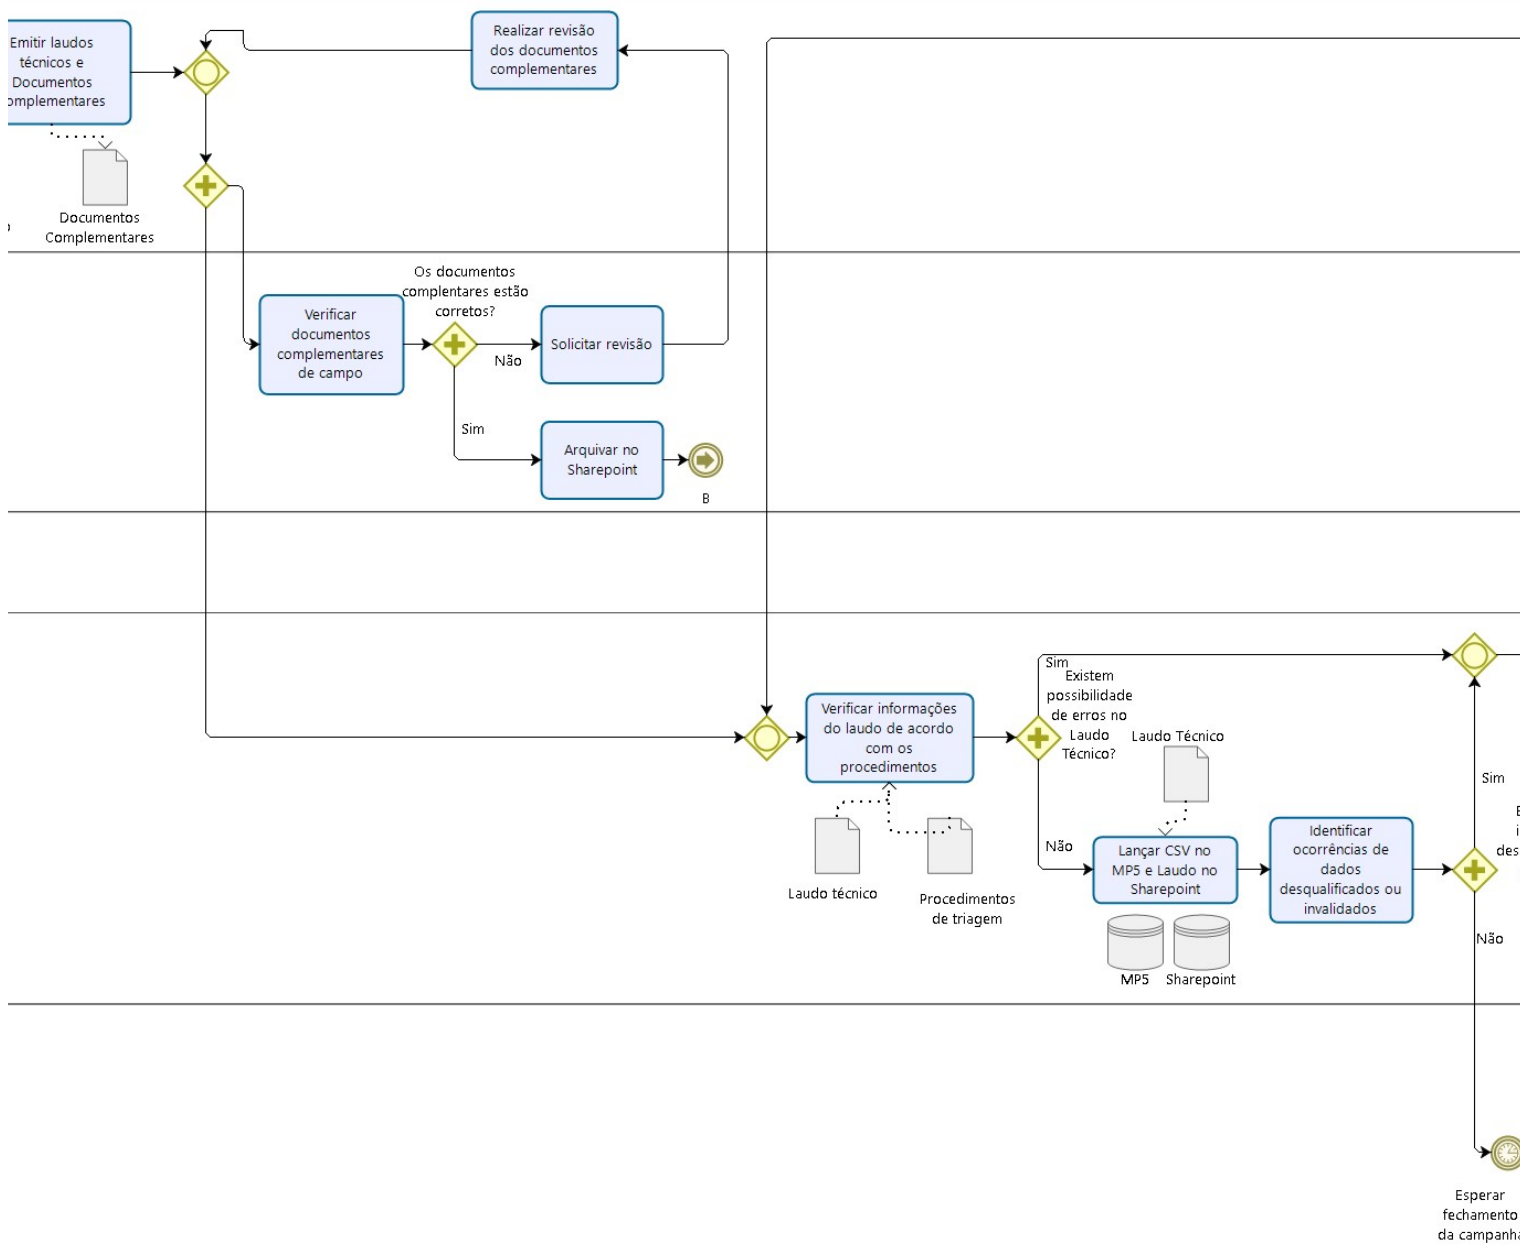 Emitir laudos
técnicos e
Documentos
omplementares
Documentos
Complementares
Realizar revisão
dos documentos
complementares
Verificar
documentos
complementares
de campo
Os documentos
complentares estão
corretos?
Não
Solicitar revisão
Sim
Arquivar no
Sharepoint
B
Verificar informações
do laudo de acordo
com os
procedimentos
Laudo técnico
Procedimentos
de triagem
Sim
Existem
possibilidade
de erros no
Laudo
Técnico?
Laudo Técnico
Não
Lançar CSV no
MP5 e Laudo no
Sharepoint
MP5
Sharepoint
Identificar
ocorrências de
dados
desqualificados ou
invalidados
Sim
des
Não
Esperar
fechamento
da campanha